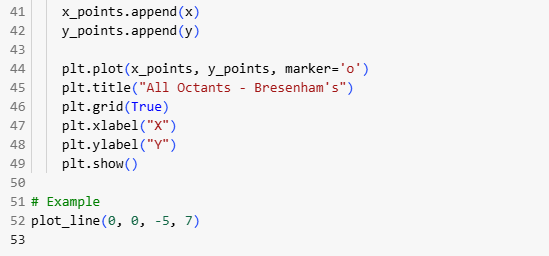 41 x_points.append(x)
42 y_points.append(y)
43
44 plt.plot(x_points, y_points, marker='o')
45 plt.title("All Octants - Bresenham's")
46 plt.grid(True)
47 plt.xlabel("X")
48 plt.ylabel("Y")
49 plt.show()
50
51 # Example
52 plot_line(0, 0, -5, 7)
53